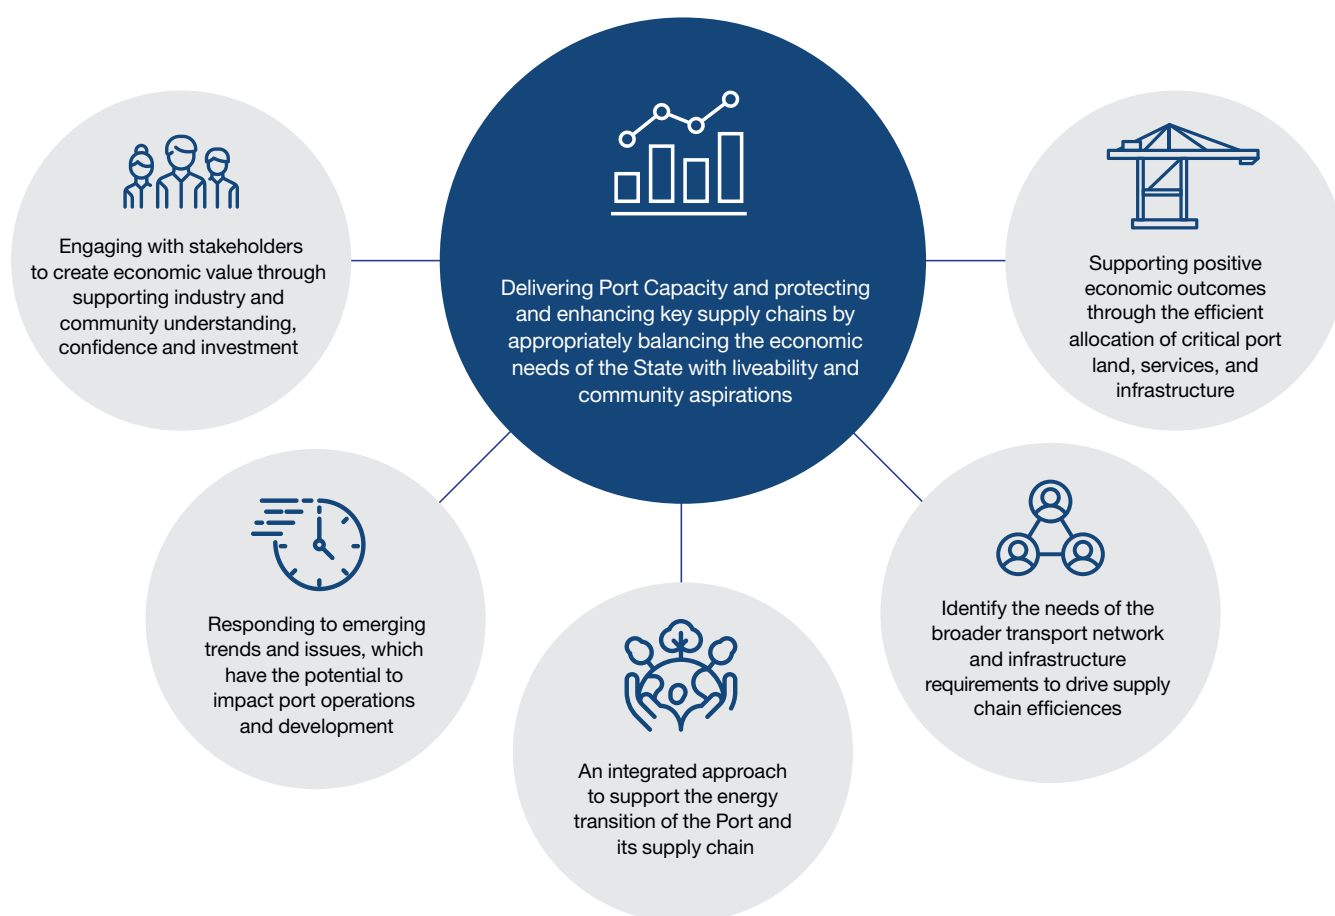 Engaging with stakeholders
to create economic value through
supporting industry and
community understanding,
confidence and investment
Delivering Port Capacity and protecting
and enhancing key supply chains by
appropriately balancing the economic
needs of the State with liveability and
community aspirations
Supporting positive
economic outcomes
through the efficient
allocation of critical port
land, services, and
infrastructure
Responding to emerging
trends and issues, which
have the potential to
impact port operations
and development
An integrated approach
to support the energy
transition of the Port and
its supply chain
Identify the needs of the
broader transport network
and infrastructure
requirements to drive supply
chain efficiences